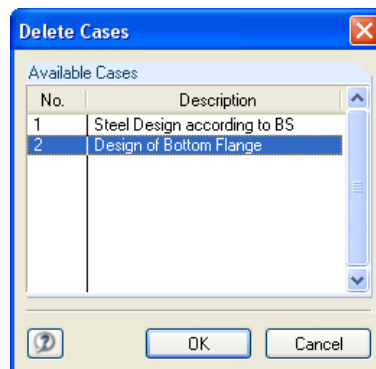 Delete Cases
Available Cases
No. Description
1 Steel Design according to BS
2 Design of Bottom Flange
OK Cancel